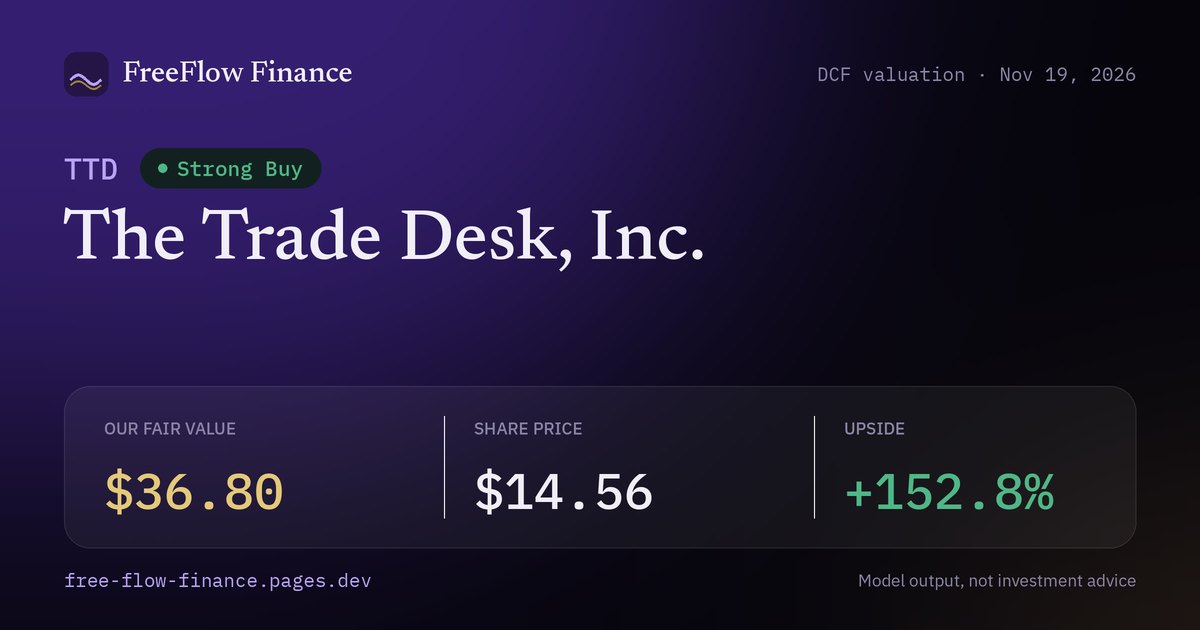 FreeFlow Finance
DCF valuation · Nov 19, 2026
TTD
Strong Buy
The Trade Desk, Inc.
OUR FAIR VALUE
SHARE PRICE
UPSIDE
$36.80
$14.56
+152.8%
free-flow-finance.pages.dev
Model output, not investment advice